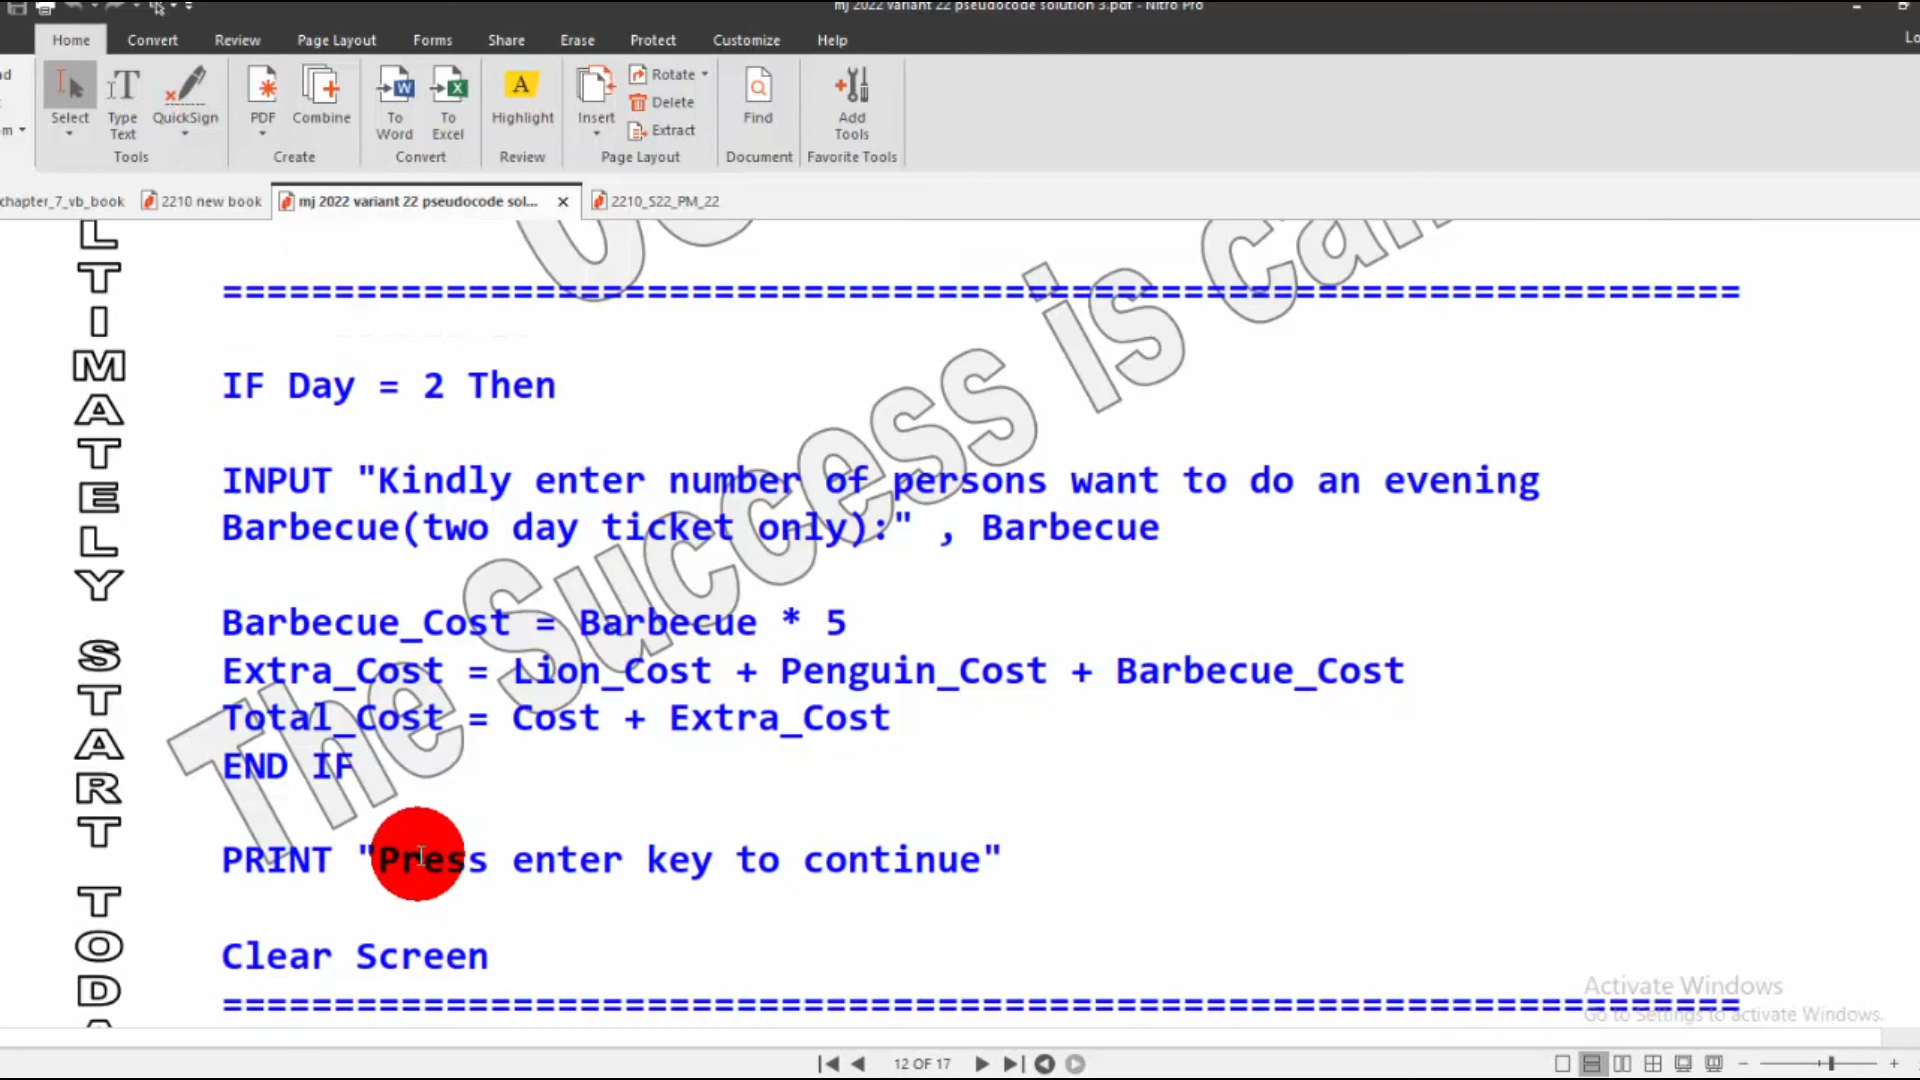 mj 2022 variant 22 pseudocode solution 3.pdf - Nitro Pro
Home Convert Review Page Layout Forms Share Erase Protect Customize Help
Select Type Text QuickSign PDF Combine To Word To Excel Highlight Insert Rotate Delete Extract Find Add Tools
Tools Create Convert Review Page Layout Document Favorite Tools
chapter_7_vb_book 2210 new book mj 2022 variant 22 pseudocode sol... 2210_S22_PM_22
========================================
IF Day = 2 Then
INPUT "Kindly enter number of persons want to do an evening
Barbecue(two day ticket only):" , Barbecue
Barbecue_Cost = Barbecue * 5
Extra_Cost = Lion_Cost + Penguin_Cost + Barbecue_Cost
Total_Cost = Cost + Extra_Cost
END IF
PRINT "Press enter key to continue"
Clear Screen
========================================
The Success is
LTIMATELY START TODA
Activate Windows
Go to Settings to activate Windows.
12 OF 17